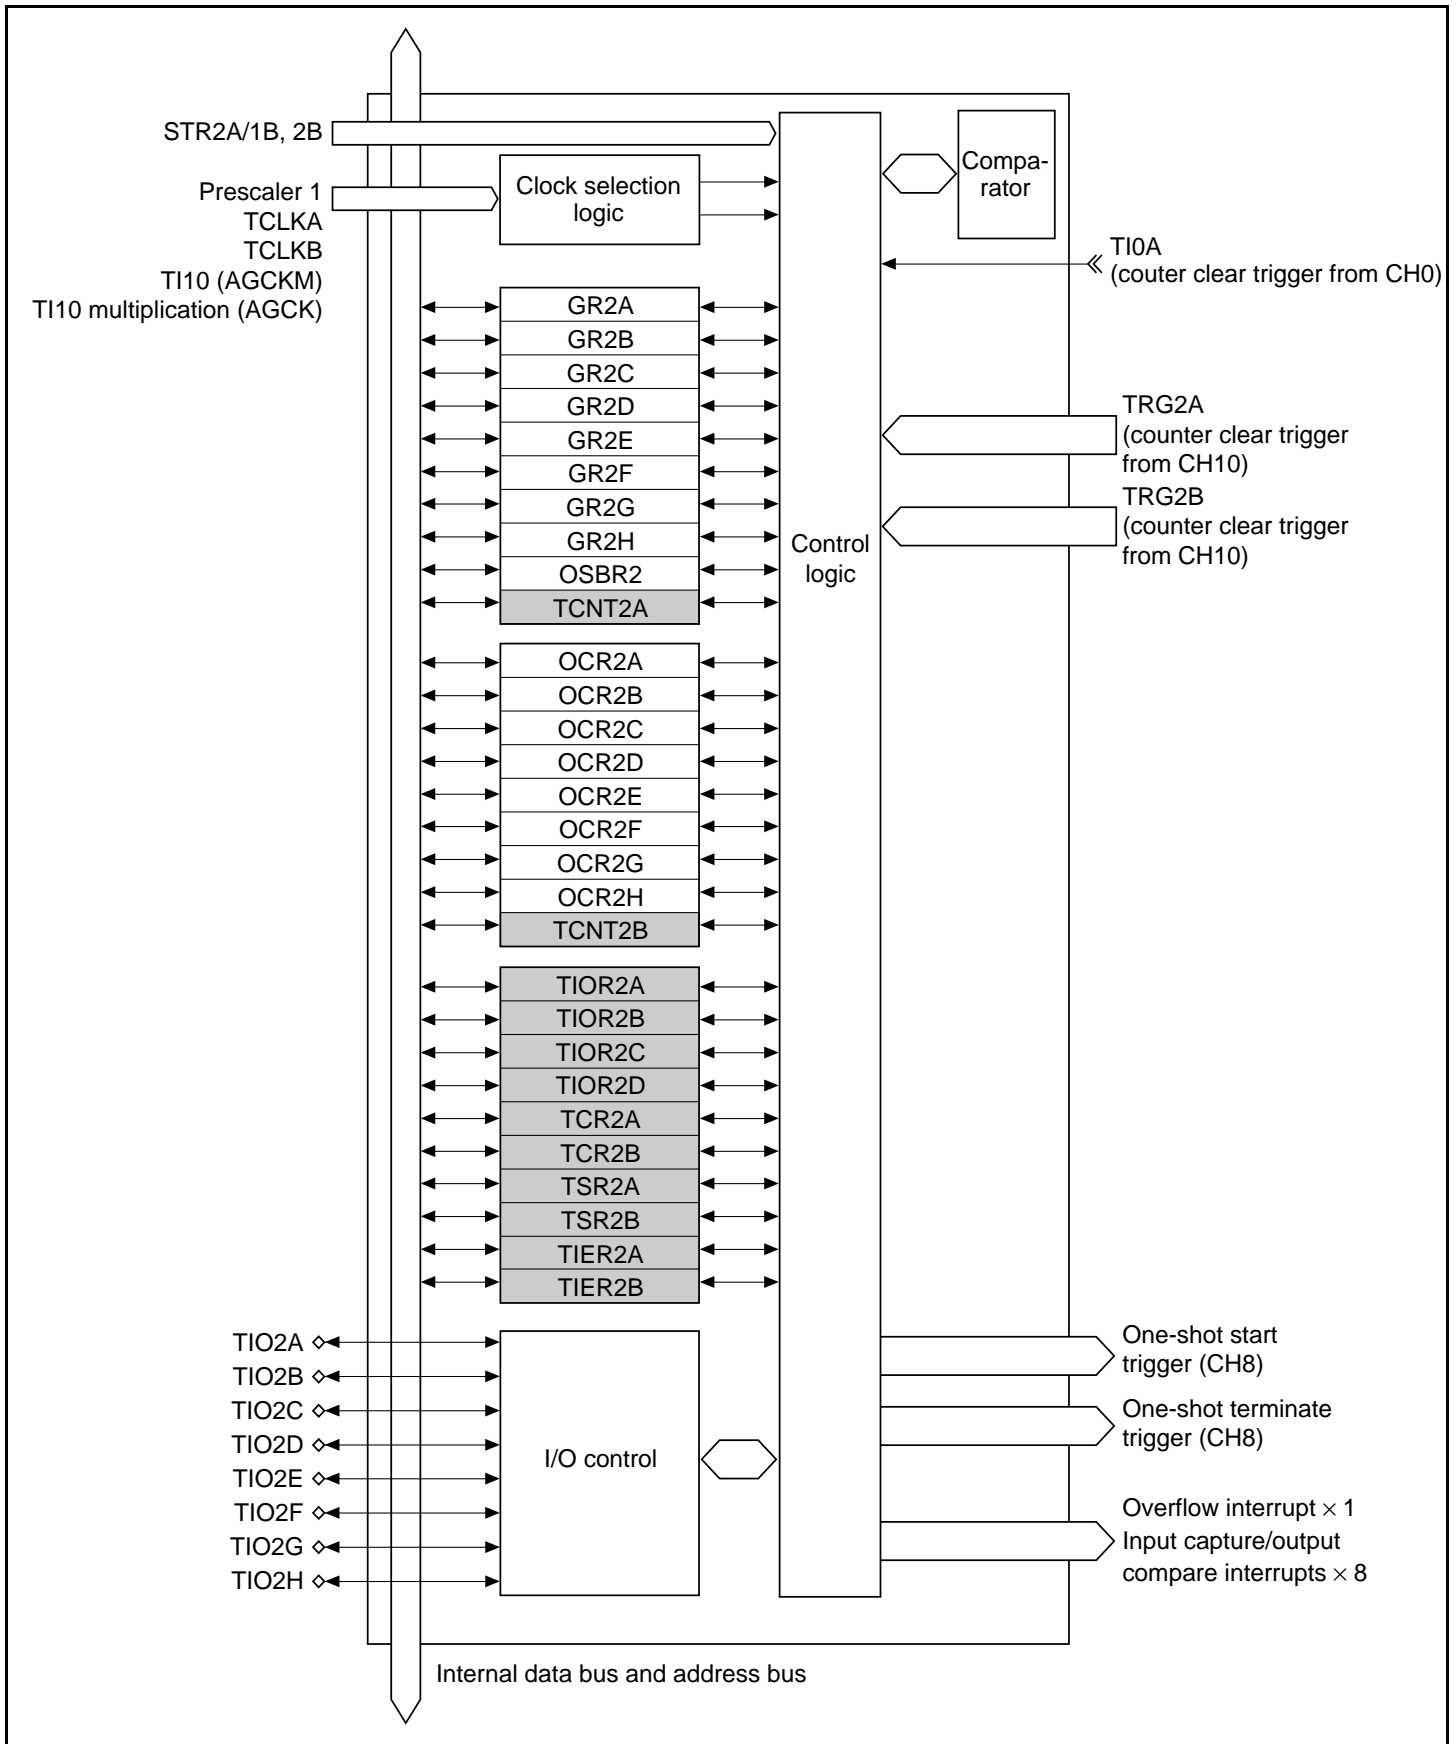 STR2A/1B, 2B
Prescaler 1
TCLKA
TCLKB
TI10 (AGCKM)
TI10 multiplication (AGCK)
Clock selection
logic
Compa-
rator
TI0A
(couter clear trigger from CH0)
GR2A
GR2B
GR2C
GR2D
GR2E
GR2F
GR2G
GR2H
OSBR2
TCNT2A
TRG2A
(counter clear trigger
from CH10)
TRG2B
(counter clear trigger
from CH10)
Control
logic
OCR2A
OCR2B
OCR2C
OCR2D
OCR2E
OCR2F
OCR2G
OCR2H
TCNT2B
TIOR2A
TIOR2B
TIOR2C
TIOR2D
TCR2A
TCR2B
TSR2A
TSR2B
TIER2A
TIER2B
TIO2A
TIO2B
TIO2C
TIO2D
TIO2E
TIO2F
TIO2G
TIO2H
I/O control
One-shot start
trigger (CH8)
One-shot terminate
trigger (CH8)
Overflow interrupt × 1
Input capture/output
compare interrupts × 8
Internal data bus and address bus